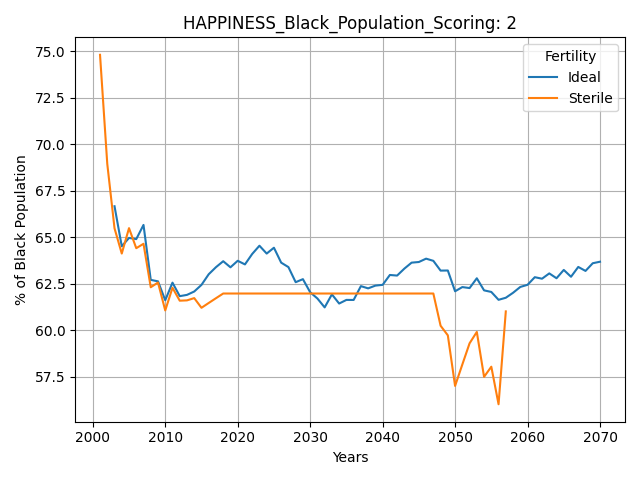 HAPPINESS_Black_Population_Scoring: 2
Fertility
Ideal
Sterile
% of Black Population
75.0
72.5
70.0
67.5
65.0
62.5
60.0
57.5
2000 2010 2020 2030 2040 2050 2060 2070
Years